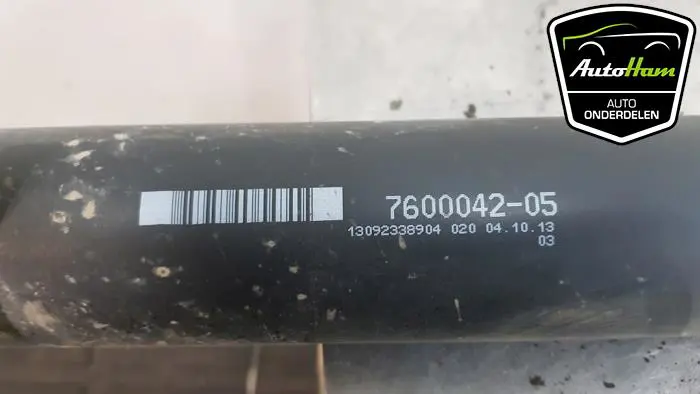 AutoHam
AUTO
ONDERDELEN
7600042-05
13092338904 020 04.10.13
03